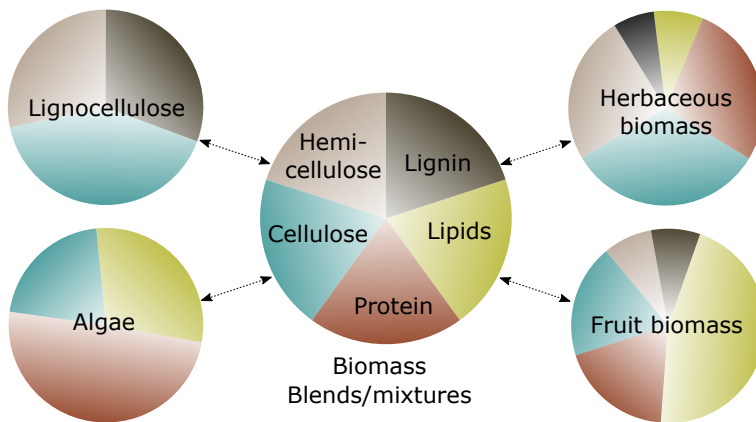 Lignocellulose
Herbaceous
biomass
Hemi-
cellulose
Lignin
Cellulose
Lipids
Protein
Algae
Fruit biomass
Biomass
Blends/mixtures